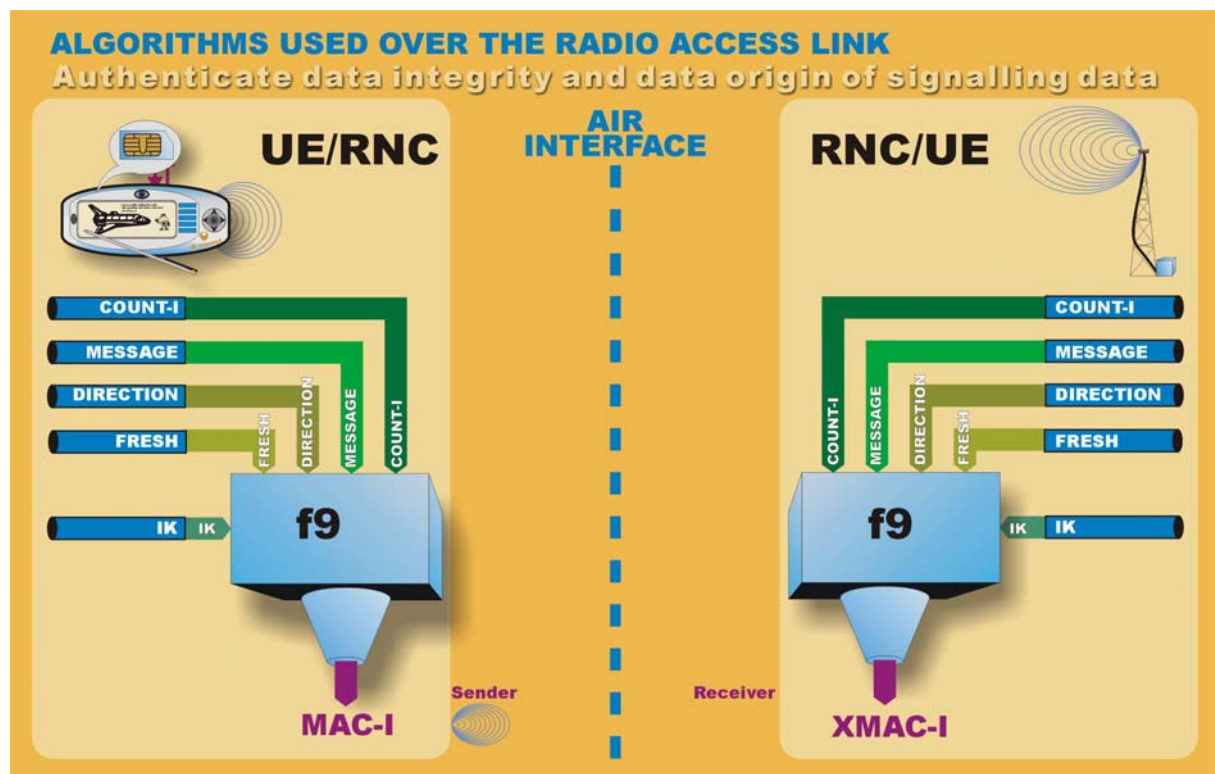 ALGORITHMS USED OVER THE RADIO ACCESS LINK
Authenticate data integrity and data origin of signalling data
UE/RNC
AIR
INTERFACE
RNC/UE
COUNT-I
MESSAGE
DIRECTION
FRESH
IK
IK
FRESH
DIRECTION
MESSAGE
COUNT-I
f9
MAC-I
Sender
Receiver
COUNT-I
MESSAGE
DIRECTION
FRESH
COUNT-I
MESSAGE
DIRECTION
FRESH
IK
IK
f9
XMAC-I